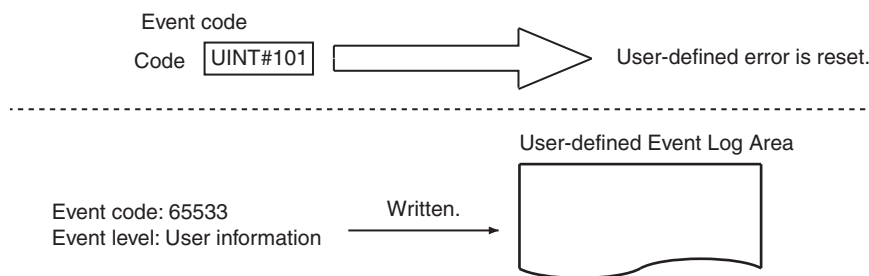 Event code
Code UINT#101 User-defined error is reset.
User-defined Event Log Area
Event code: 65533
Event level: User information
Written.